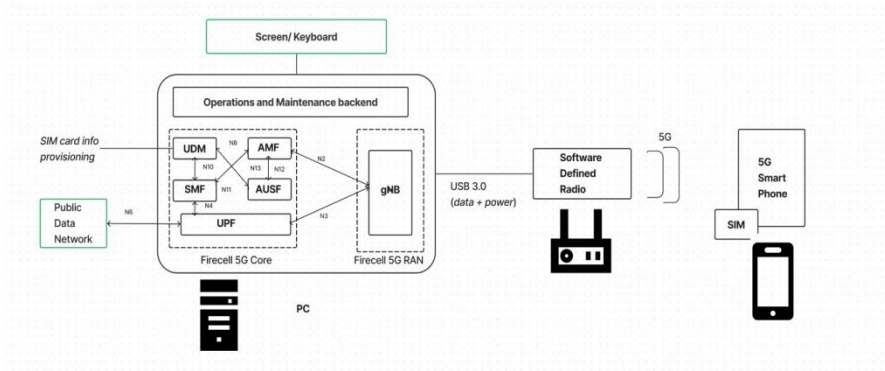 Screen/ Keyboard
Operations and Maintenance backend
SIM card info
provisioning
UDM
N8
AMF
N2
N10
N13
N12
SMF
N11
AUSF
gNB
N4
N3
UPF
Public
Data
Network
N6
Firecell 5G Core
Firecell 5G RAN
PC
USB 3.0
(data + power)
Software
Defined
Radio
5G
5G
Smart
Phone
SIM